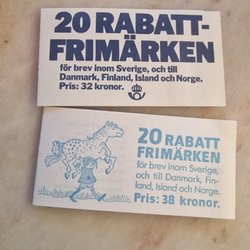 20 RABATT-
FRIMÄRKEN
för brev inom Sverige, och till
Danmark, Finland, Island och Norge.
Pris: 32 kronor.
20 RABATT
FRIMÄRKEN
för brev inom Sverige,
och till Danmark, Fin-
land, Island och Norge.
Pris: 38 kronor.